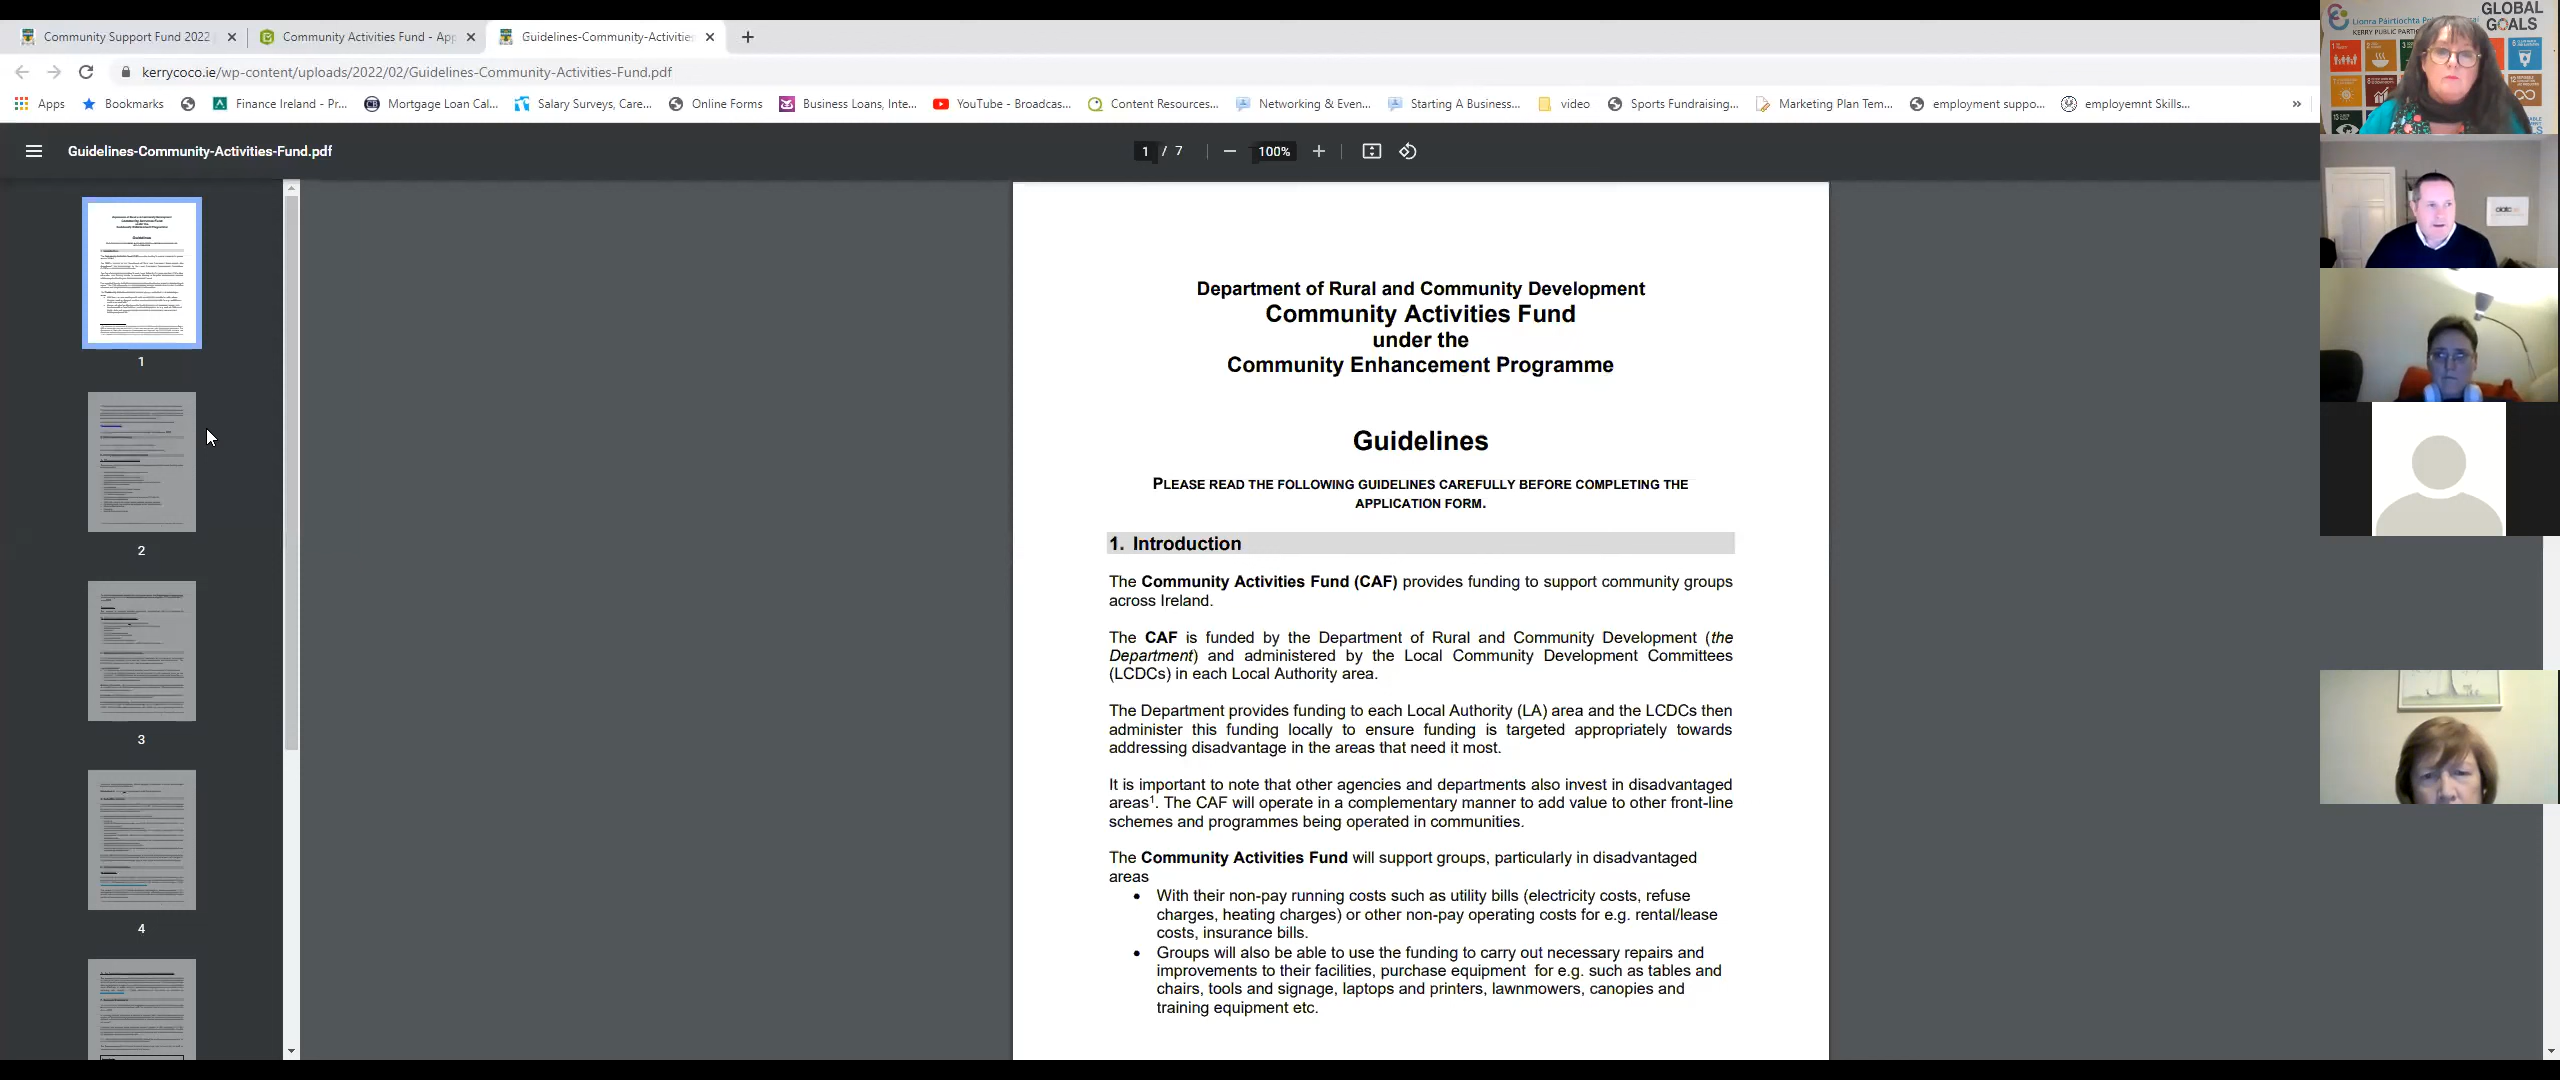 Community Support Fund 2022
Community Activities Fund - App
Guidelines-Community-Activities
kerrycoco.ie/wp-content/uploads/2022/02/Guidelines-Community-Activities-Fund.pdf
Apps
Bookmarks
Finance Ireland - Pr...
Mortgage Loan Cal...
Salary Surveys, Care...
Online Forms
Business Loans, Inte...
YouTube - Broadcas...
Content Resources...
Networking & Even...
Starting A Business...
video
Sports Fundraising...
Marketing Plan Tem...
employment suppo...
employemnt Skills...
»
Guidelines-Community-Activities-Fund.pdf
1 / 7
100%
1
2
3
4
Department of Rural and Community Development
Community Activities Fund
under the
Community Enhancement Programme
Guidelines
PLEASE READ THE FOLLOWING GUIDELINES CAREFULLY BEFORE COMPLETING THE
APPLICATION FORM.
1. Introduction
The Community Activities Fund (CAF) provides funding to support community groups
across Ireland.
The CAF is funded by the Department of Rural and Community Development (the
Department) and administered by the Local Community Development Committees
(LCDCs) in each Local Authority area.
The Department provides funding to each Local Authority (LA) area and the LCDCs then
administer this funding locally to ensure funding is targeted appropriately towards
addressing disadvantage in the areas that need it most.
It is important to note that other agencies and departments also invest in disadvantaged
areas¹. The CAF will operate in a complementary manner to add value to other front-line
schemes and programmes being operated in communities.
The Community Activities Fund will support groups, particularly in disadvantaged
areas
• With their non-pay running costs such as utility bills (electricity costs, refuse
charges, heating charges) or other non-pay operating costs for e.g. rental/lease
costs, insurance bills.
• Groups will also be able to use the funding to carry out necessary repairs and
improvements to their facilities, purchase equipment for e.g. such as tables and
chairs, tools and signage, laptops and printers, lawnmowers, canopies and
training equipment etc.
GLOBAL
GOALS
Lionra Páirtíochta
KERRY PUBLIC